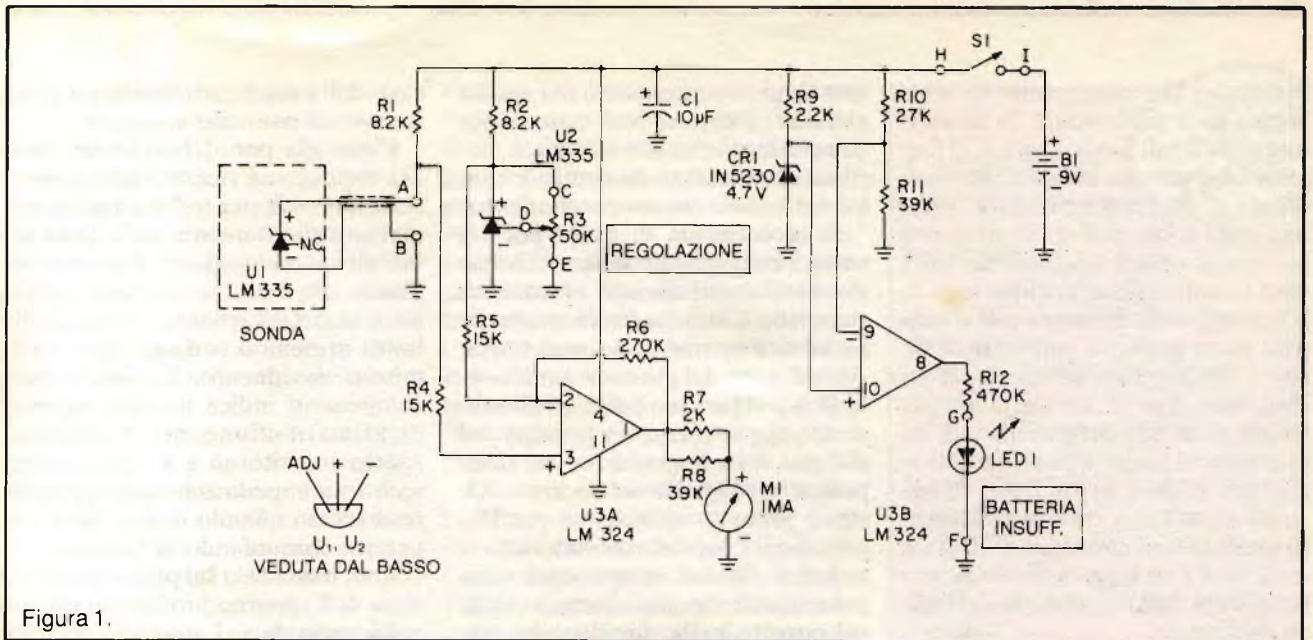 S1
H
I
R1
8.2K
R2
8.2K
U2
LM335
C1
10µF
+
R9
2.2K
R10
27K
CR1
IN5230
4.7V
R11
39K
+
B1
9V
-
A
B
C
D
E
R3
50K
REGOLAZIONE
+
NC
-
U1
LM335
SONDA
+
-
R5
15K
R4
15K
R6
270K
2
-
4
1
11
3
+
R7
2K
R8
39K
+
M1
1MA
-
U3A
LM324
9
-
8
10
+
U3B
LM324
R12
470K
G
LED1
F
BATTERIA
INSUFF.
ADJ + -
U1, U2
VEDUTA DAL BASSO
Figura 1.